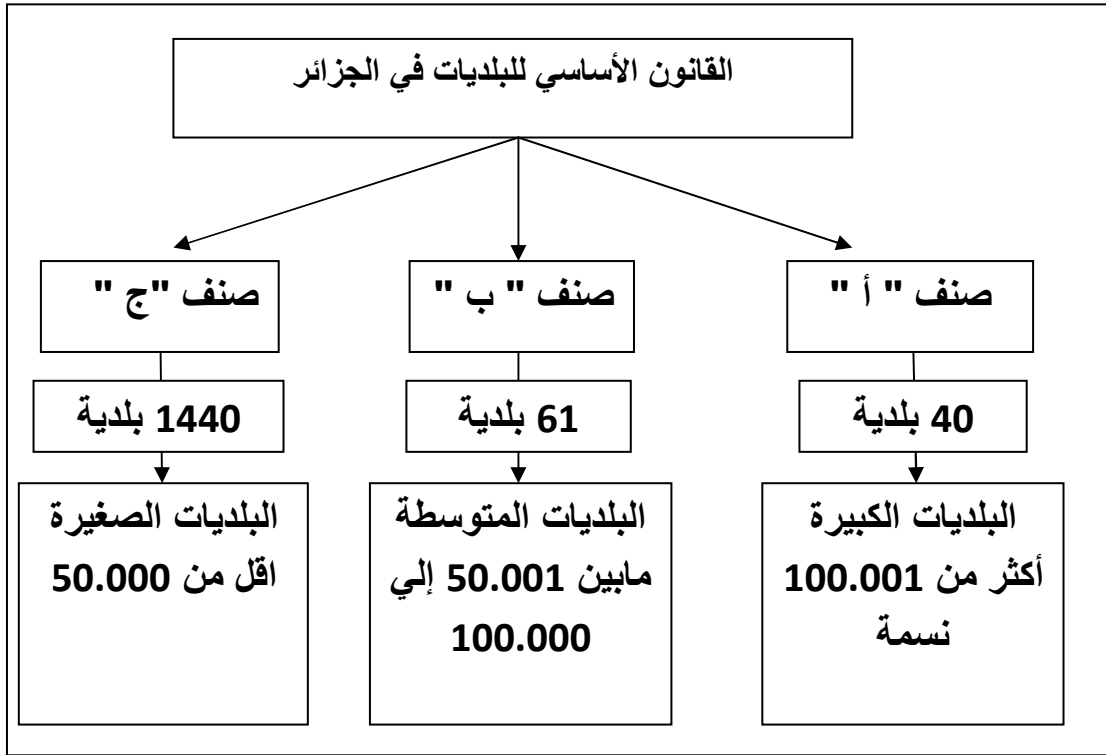 القانون الأساسي للبلديات في الجزائر
صنف " أ "
صنف " ب "
صنف "ج "
40 بلدية
61 بلدية
1440 بلدية
البلديات الكبيرة
أكثر من 100.001
نسمة
البلديات المتوسطة
مابين 50.001 إلي
100.000
البلديات الصغيرة
اقل من 50.000